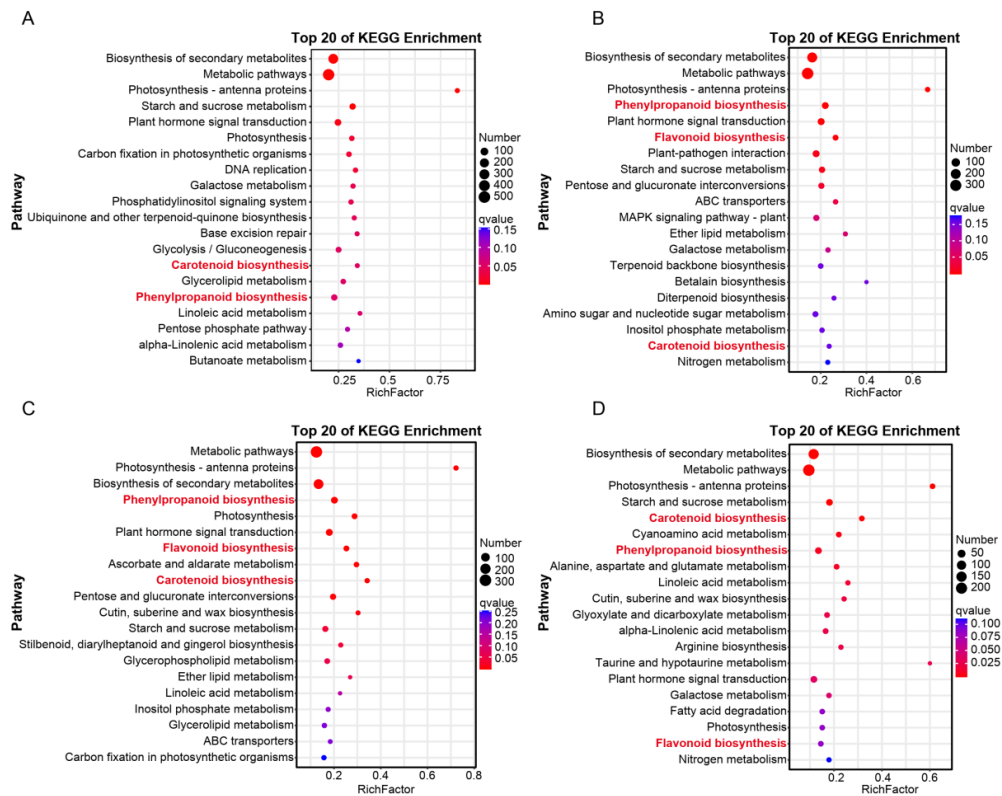 A
Top 20 of KEGG Enrichment
Biosynthesis of secondary metabolites
Metabolic pathways
Photosynthesis - antenna proteins
Starch and sucrose metabolism
Plant hormone signal transduction
Photosynthesis
Carbon fixation in photosynthetic organisms
DNA replication
Galactose metabolism
Phosphatidylinositol signaling system
Ubiquinone and other terpenoid-quinone biosynthesis
Base excision repair
Glycolysis / Gluconeogenesis
Carotenoid biosynthesis
Glycerolipid metabolism
Phenylpropanoid biosynthesis
Linoleic acid metabolism
Pentose phosphate pathway
alpha-Linolenic acid metabolism
Butanoate metabolism
Pathway
0.25 0.50 0.75
RichFactor
Number
100
200
300
400
500
qvalue
0.15
0.10
0.05
B
Top 20 of KEGG Enrichment
Biosynthesis of secondary metabolites
Metabolic pathways
Photosynthesis - antenna proteins
Phenylpropanoid biosynthesis
Plant hormone signal transduction
Flavonoid biosynthesis
Plant-pathogen interaction
Starch and sucrose metabolism
Pentose and glucuronate interconversions
ABC transporters
MAPK signaling pathway - plant
Ether lipid metabolism
Galactose metabolism
Terpenoid backbone biosynthesis
Betalain biosynthesis
Diterpenoid biosynthesis
Amino sugar and nucleotide sugar metabolism
Inositol phosphate metabolism
Carotenoid biosynthesis
Nitrogen metabolism
Pathway
0.2 0.4 0.6
RichFactor
Number
100
200
300
qvalue
0.15
0.10
0.05
C
Top 20 of KEGG Enrichment
Metabolic pathways
Photosynthesis - antenna proteins
Biosynthesis of secondary metabolites
Phenylpropanoid biosynthesis
Photosynthesis
Plant hormone signal transduction
Flavonoid biosynthesis
Ascorbate and aldarate metabolism
Carotenoid biosynthesis
Pentose and glucuronate interconversions
Cutin, suberine and wax biosynthesis
Starch and sucrose metabolism
Stilbenoid, diarylheptanoid and gingerol biosynthesis
Glycerophospholipid metabolism
Ether lipid metabolism
Linoleic acid metabolism
Inositol phosphate metabolism
Glycerolipid metabolism
ABC transporters
Carbon fixation in photosynthetic organisms
Pathway
0.2 0.4 0.6 0.8
RichFactor
Number
100
200
300
qvalue
0.25
0.20
0.15
0.10
0.05
D
Top 20 of KEGG Enrichment
Biosynthesis of secondary metabolites
Metabolic pathways
Photosynthesis - antenna proteins
Starch and sucrose metabolism
Carotenoid biosynthesis
Cyanoamino acid metabolism
Phenylpropanoid biosynthesis
Alanine, aspartate and glutamate metabolism
Linoleic acid metabolism
Cutin, suberine and wax biosynthesis
Glyoxylate and dicarboxylate metabolism
alpha-Linolenic acid metabolism
Arginine biosynthesis
Taurine and hypotaurine metabolism
Plant hormone signal transduction
Galactose metabolism
Fatty acid degradation
Photosynthesis
Flavonoid biosynthesis
Nitrogen metabolism
Pathway
0.2 0.4 0.6
RichFactor
Number
50
100
150
200
qvalue
0.100
0.075
0.050
0.025